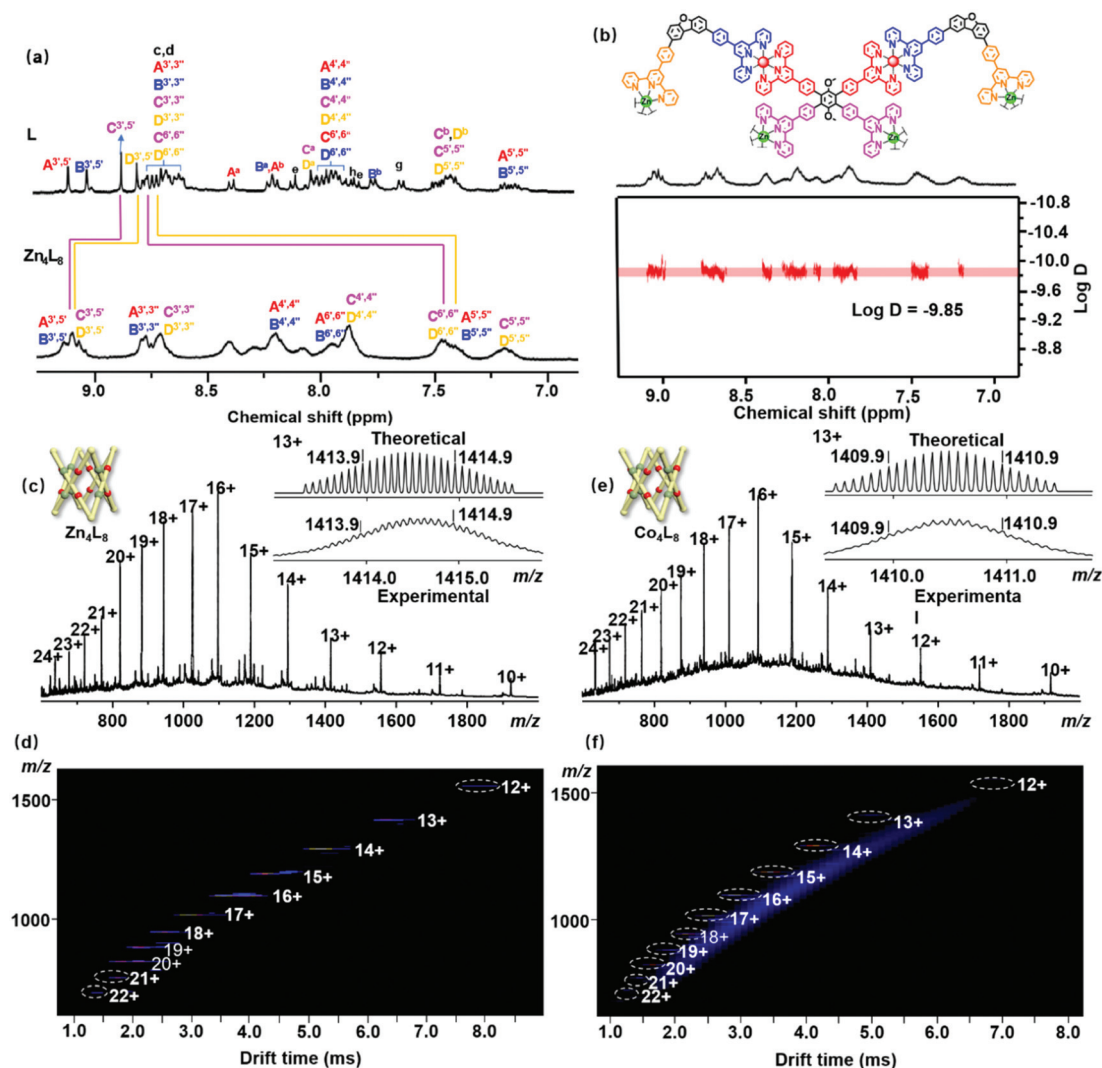 (a)
c,d
A3',3''
B3',3''
C3',3''
D3',3''
C6',6''
D6',6''
A4',4''
B4',4''
C4',4''
D4',4''
C6',6''
D6',6''
L
C3',5'
A3',5'
B3',5'
D3',5'
Aa
Ba
Ab
e
Ca
Da
h
e
Bb
g
Cb,Db
C5',5''
D5',5''
A5',5''
B5',5''
Zn4L8
A3',5'
B3',5'
C3',5'
D3',5'
A3',3''
B3',3''
C3',3''
D3',3''
A4',4''
B4',4''
A6',6''
B6',6''
C4',4''
D4',4''
C6',6''
D6',6''
A5',5''
B5',5''
C5',5''
D5',5''
9.0 8.5 8.0 7.5 7.0
Chemical shift (ppm)
(b)
Zn
Zn
Zn
Zn
-10.8
-10.4
-10.0
-9.6
-9.2
-8.8
Log D
Log D = -9.85
9.0 8.5 8.0 7.5 7.0
Chemical shift (ppm)
(c)
Zn4L8
13+
Theoretical
1413.9
1414.9
1413.9
1414.9
1414.0 1415.0 m/z
Experimental
24+ 23+ 22+ 21+ 20+ 19+ 18+ 17+ 16+ 15+ 14+ 13+ 12+ 11+ 10+
800 1000 1200 1400 1600 1800 m/z
(e)
Co4L8
13+
Theoretical
1409.9
1410.9
1409.9
1410.9
1410.0 1411.0 m/z
Experimenta
l
24+ 23+ 22+ 21+ 20+ 19+ 18+ 17+ 16+ 15+ 14+ 13+ 12+ 11+ 10+
800 1000 1200 1400 1600 1800 m/z
(d)
m/z
1500
1000
12+
13+
14+
15+
16+
17+
18+
19+
20+
21+
22+
1.0 2.0 3.0 4.0 5.0 6.0 7.0 8.0
Drift time (ms)
(f)
m/z
1500
1000
12+
13+
14+
15+
16+
17+
18+
19+
20+
21+
22+
1.0 2.0 3.0 4.0 5.0 6.0 7.0 8.2
Drift time (ms)